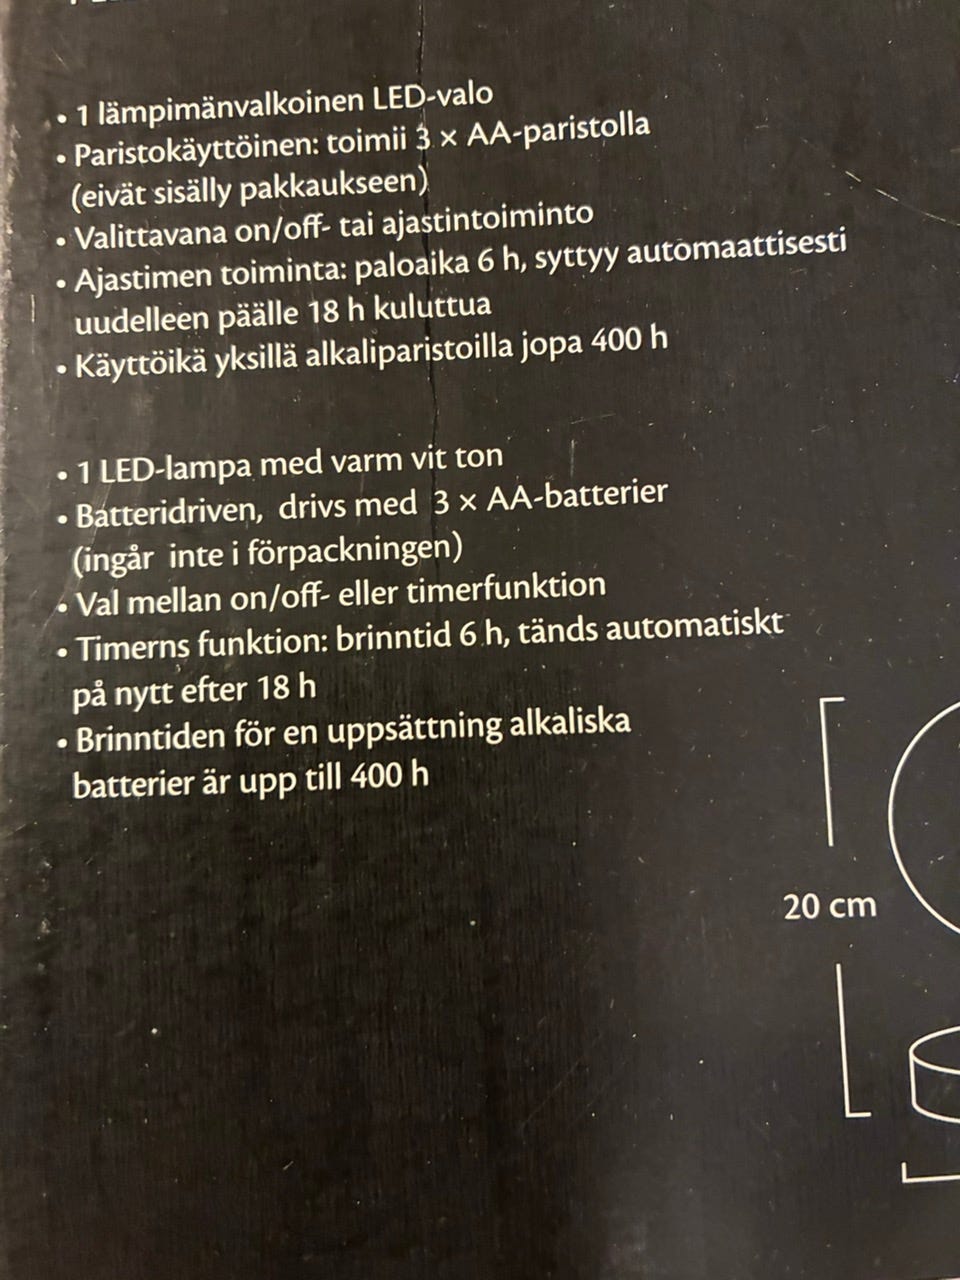 • 1 lämpimänvalkoinen LED-valo
• Paristokäyttöinen: toimii 3 × AA-paristolla
(eivät sisälly pakkaukseen)
• Valittavana on/off- tai ajastintoiminto
• Ajastimen toiminta: paloaika 6 h, syttyy automaattisesti
uudelleen päälle 18 h kuluttua
• Käyttöikä yksillä alkaliparistoilla jopa 400 h
• 1 LED-lampa med varm vit ton
• Batteridriven, drivs med 3 × AA-batterier
(ingår inte i förpackningen)
• Val mellan on/off- eller timerfunktion
• Timerns funktion: brinntid 6 h, tänds automatiskt
på nytt efter 18 h
• Brinntiden för en uppsättning alkaliska
batterier är upp till 400 h
20 cm